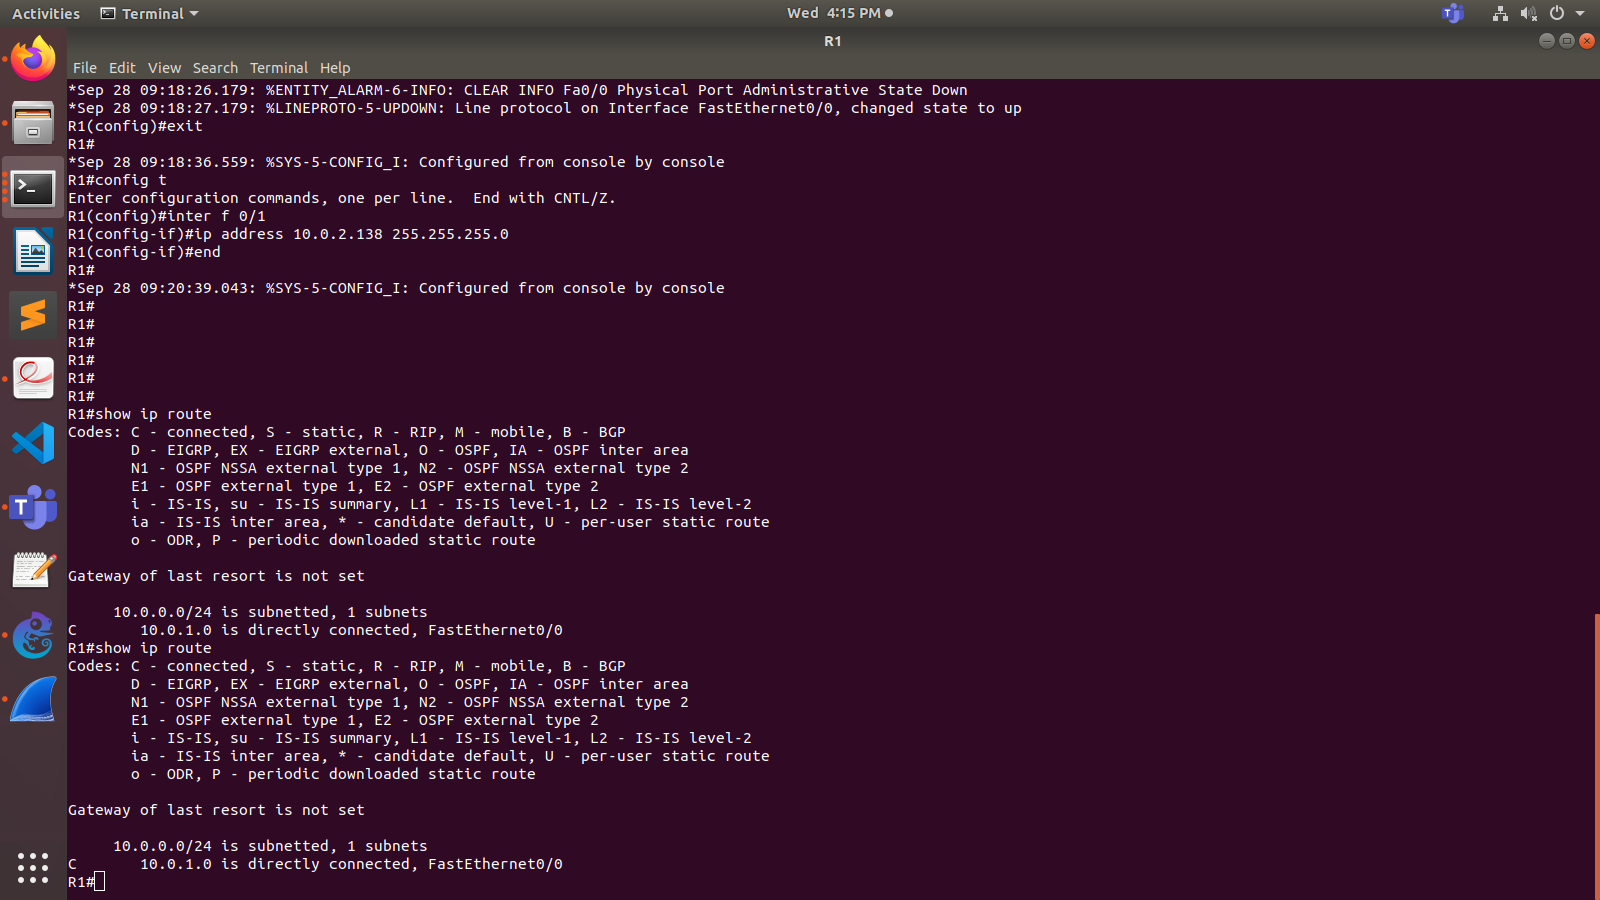 Activities Terminal Wed 4:15 PM
R1
File Edit View Search Terminal Help
*Sep 28 09:18:26.179: %ENTITY_ALARM-6-INFO: CLEAR INFO Fa0/0 Physical Port Administrative State Down
*Sep 28 09:18:27.179: %LINEPROTO-5-UPDOWN: Line protocol on Interface FastEthernet0/0, changed state to up
R1(config)#exit
R1#
*Sep 28 09:18:36.559: %SYS-5-CONFIG_I: Configured from console by console
R1#config t
Enter configuration commands, one per line.  End with CNTL/Z.
R1(config)#inter f 0/1
R1(config-if)#ip address 10.0.2.138 255.255.255.0
R1(config-if)#end
R1#
*Sep 28 09:20:39.043: %SYS-5-CONFIG_I: Configured from console by console
R1#
R1#
R1#
R1#
R1#
R1#
R1#show ip route
Codes: C - connected, S - static, R - RIP, M - mobile, B - BGP
       D - EIGRP, EX - EIGRP external, O - OSPF, IA - OSPF inter area
       N1 - OSPF NSSA external type 1, N2 - OSPF NSSA external type 2
       E1 - OSPF external type 1, E2 - OSPF external type 2
       i - IS-IS, su - IS-IS summary, L1 - IS-IS level-1, L2 - IS-IS level-2
       ia - IS-IS inter area, * - candidate default, U - per-user static route
       o - ODR, P - periodic downloaded static route
Gateway of last resort is not set
     10.0.0.0/24 is subnetted, 1 subnets
C       10.0.1.0 is directly connected, FastEthernet0/0
R1#show ip route
Codes: C - connected, S - static, R - RIP, M - mobile, B - BGP
       D - EIGRP, EX - EIGRP external, O - OSPF, IA - OSPF inter area
       N1 - OSPF NSSA external type 1, N2 - OSPF NSSA external type 2
       E1 - OSPF external type 1, E2 - OSPF external type 2
       i - IS-IS, su - IS-IS summary, L1 - IS-IS level-1, L2 - IS-IS level-2
       ia - IS-IS inter area, * - candidate default, U - per-user static route
       o - ODR, P - periodic downloaded static route
Gateway of last resort is not set
     10.0.0.0/24 is subnetted, 1 subnets
C       10.0.1.0 is directly connected, FastEthernet0/0
R1#